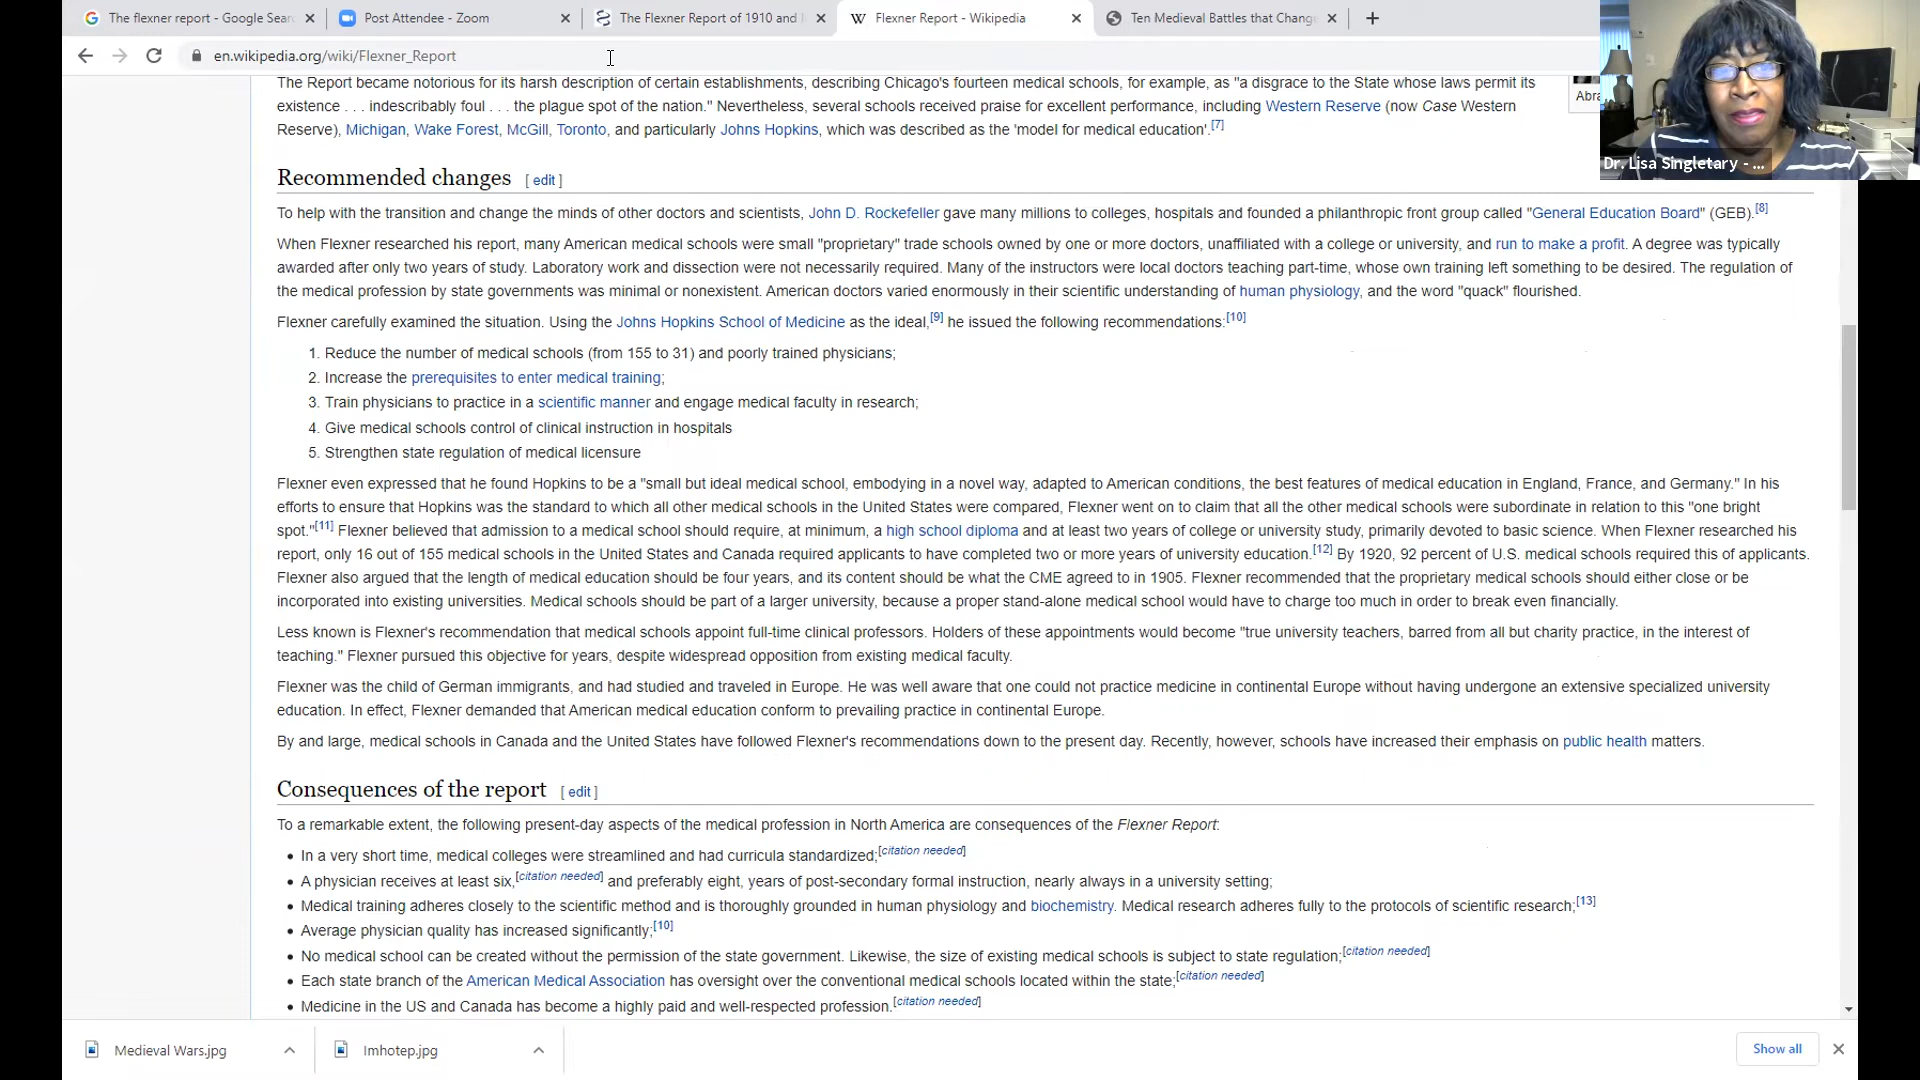 The flexner report - Google Sear
Post Attendee - Zoom
The Flexner Report of 1910 and
Flexner Report - Wikipedia
Ten Medieval Battles that Chang
en.wikipedia.org/wiki/Flexner_Report
Dr. Lisa Singletary - ...
The Report became notorious for its harsh description of certain establishments, describing Chicago's fourteen medical schools, for example, as "a disgrace to the State whose laws permit its
existence . . . indescribably foul . . . the plague spot of the nation." Nevertheless, several schools received praise for excellent performance, including Western Reserve (now Case Western
Abra
Reserve), Michigan, Wake Forest, McGill, Toronto, and particularly Johns Hopkins, which was described as the 'model for medical education'.[7]
Recommended changes [ edit ]
To help with the transition and change the minds of other doctors and scientists, John D. Rockefeller gave many millions to colleges, hospitals and founded a philanthropic front group called "General Education Board" (GEB).[8]
When Flexner researched his report, many American medical schools were small "proprietary" trade schools owned by one or more doctors, unaffiliated with a college or university, and run to make a profit. A degree was typically
awarded after only two years of study. Laboratory work and dissection were not necessarily required. Many of the instructors were local doctors teaching part-time, whose own training left something to be desired. The regulation of
the medical profession by state governments was minimal or nonexistent. American doctors varied enormously in their scientific understanding of human physiology, and the word "quack" flourished.
Flexner carefully examined the situation. Using the Johns Hopkins School of Medicine as the ideal,[9] he issued the following recommendations:[10]
1. Reduce the number of medical schools (from 155 to 31) and poorly trained physicians;
2. Increase the prerequisites to enter medical training;
3. Train physicians to practice in a scientific manner and engage medical faculty in research;
4. Give medical schools control of clinical instruction in hospitals
5. Strengthen state regulation of medical licensure
Flexner even expressed that he found Hopkins to be a "small but ideal medical school, embodying in a novel way, adapted to American conditions, the best features of medical education in England, France, and Germany." In his
efforts to ensure that Hopkins was the standard to which all other medical schools in the United States were compared, Flexner went on to claim that all the other medical schools were subordinate in relation to this "one bright
spot."[11] Flexner believed that admission to a medical school should require, at minimum, a high school diploma and at least two years of college or university study, primarily devoted to basic science. When Flexner researched his
report, only 16 out of 155 medical schools in the United States and Canada required applicants to have completed two or more years of university education.[12] By 1920, 92 percent of U.S. medical schools required this of applicants.
Flexner also argued that the length of medical education should be four years, and its content should be what the CME agreed to in 1905. Flexner recommended that the proprietary medical schools should either close or be
incorporated into existing universities. Medical schools should be part of a larger university, because a proper stand-alone medical school would have to charge too much in order to break even financially.
Less known is Flexner's recommendation that medical schools appoint full-time clinical professors. Holders of these appointments would become "true university teachers, barred from all but charity practice, in the interest of
teaching." Flexner pursued this objective for years, despite widespread opposition from existing medical faculty.
Flexner was the child of German immigrants, and had studied and traveled in Europe. He was well aware that one could not practice medicine in continental Europe without having undergone an extensive specialized university
education. In effect, Flexner demanded that American medical education conform to prevailing practice in continental Europe.
By and large, medical schools in Canada and the United States have followed Flexner's recommendations down to the present day. Recently, however, schools have increased their emphasis on public health matters.
Consequences of the report [ edit ]
To a remarkable extent, the following present-day aspects of the medical profession in North America are consequences of the Flexner Report:
• In a very short time, medical colleges were streamlined and had curricula standardized;[citation needed]
• A physician receives at least six,[citation needed] and preferably eight, years of post-secondary formal instruction, nearly always in a university setting;
• Medical training adheres closely to the scientific method and is thoroughly grounded in human physiology and biochemistry. Medical research adheres fully to the protocols of scientific research;[13]
• Average physician quality has increased significantly;[10]
• No medical school can be created without the permission of the state government. Likewise, the size of existing medical schools is subject to state regulation;[citation needed]
• Each state branch of the American Medical Association has oversight over the conventional medical schools located within the state;[citation needed]
• Medicine in the US and Canada has become a highly paid and well-respected profession.[citation needed]
Medieval Wars.jpg
Imhotep.jpg
Show all